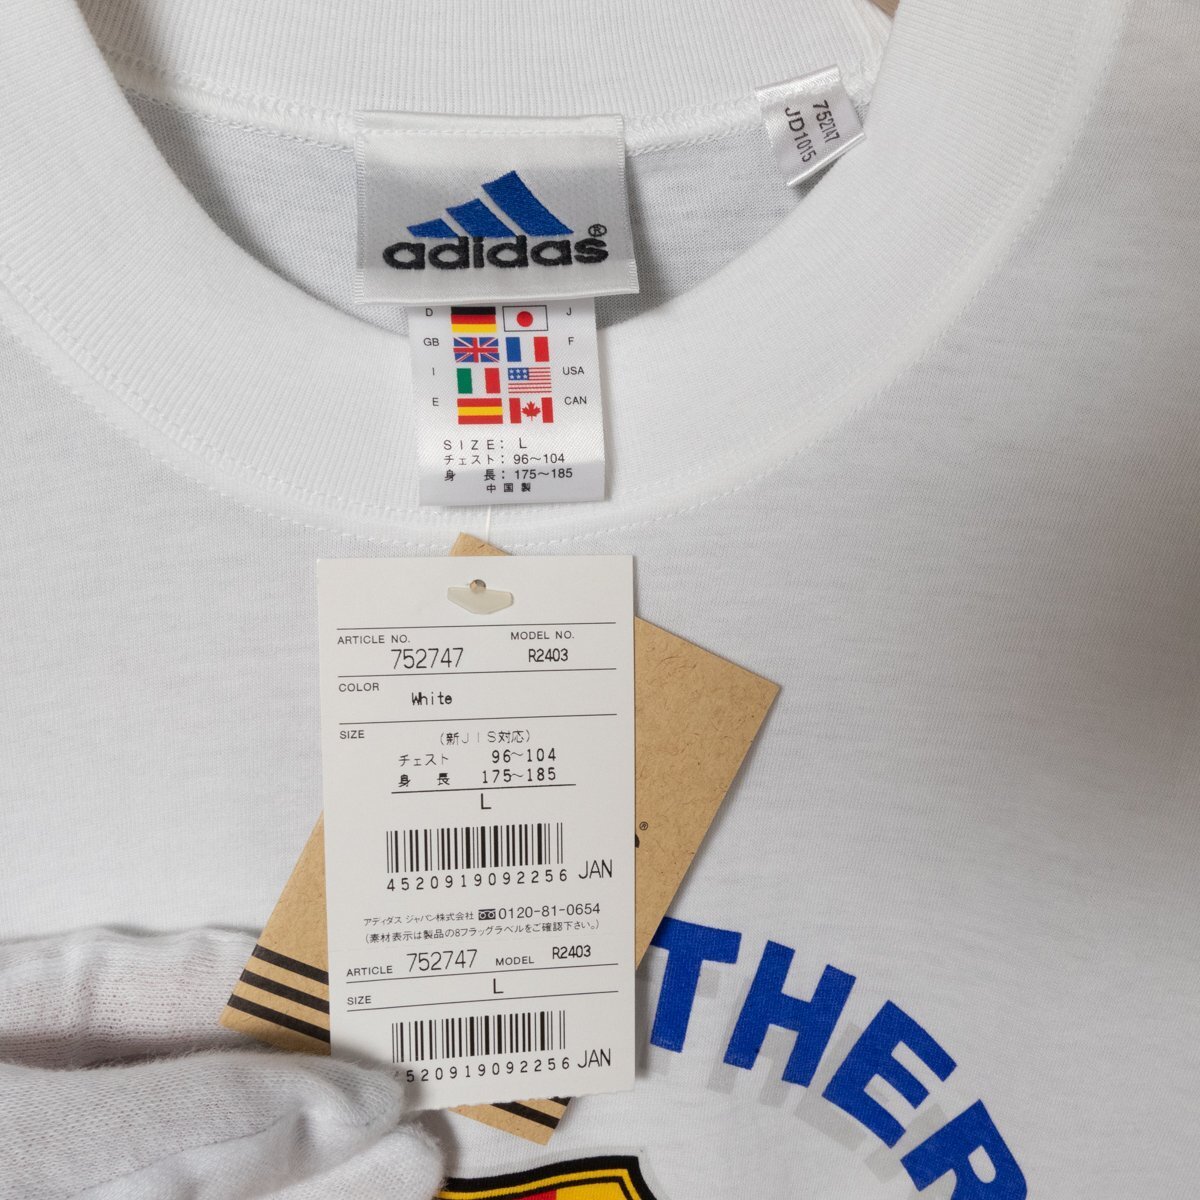 752747
JD1015
adidas®
D J
GB F
I USA
E CAN
SIZE: L
チェスト: 96～104
身 長: 175～185
中国製
ARTICLE NO. MODEL NO.
752747 R2403
COLOR
White
SIZE
(新JIS対応)
チェスト 96～104
身 長 175～185
L
4520919092256 JAN
アディダス ジャパン株式会社 0120-81-0654
(素材表示は製品の8フラッグラベルをご確認下さい。)
ARTICLE 752747 MODEL R2403
SIZE L
4520919092256 JAN
®
THER